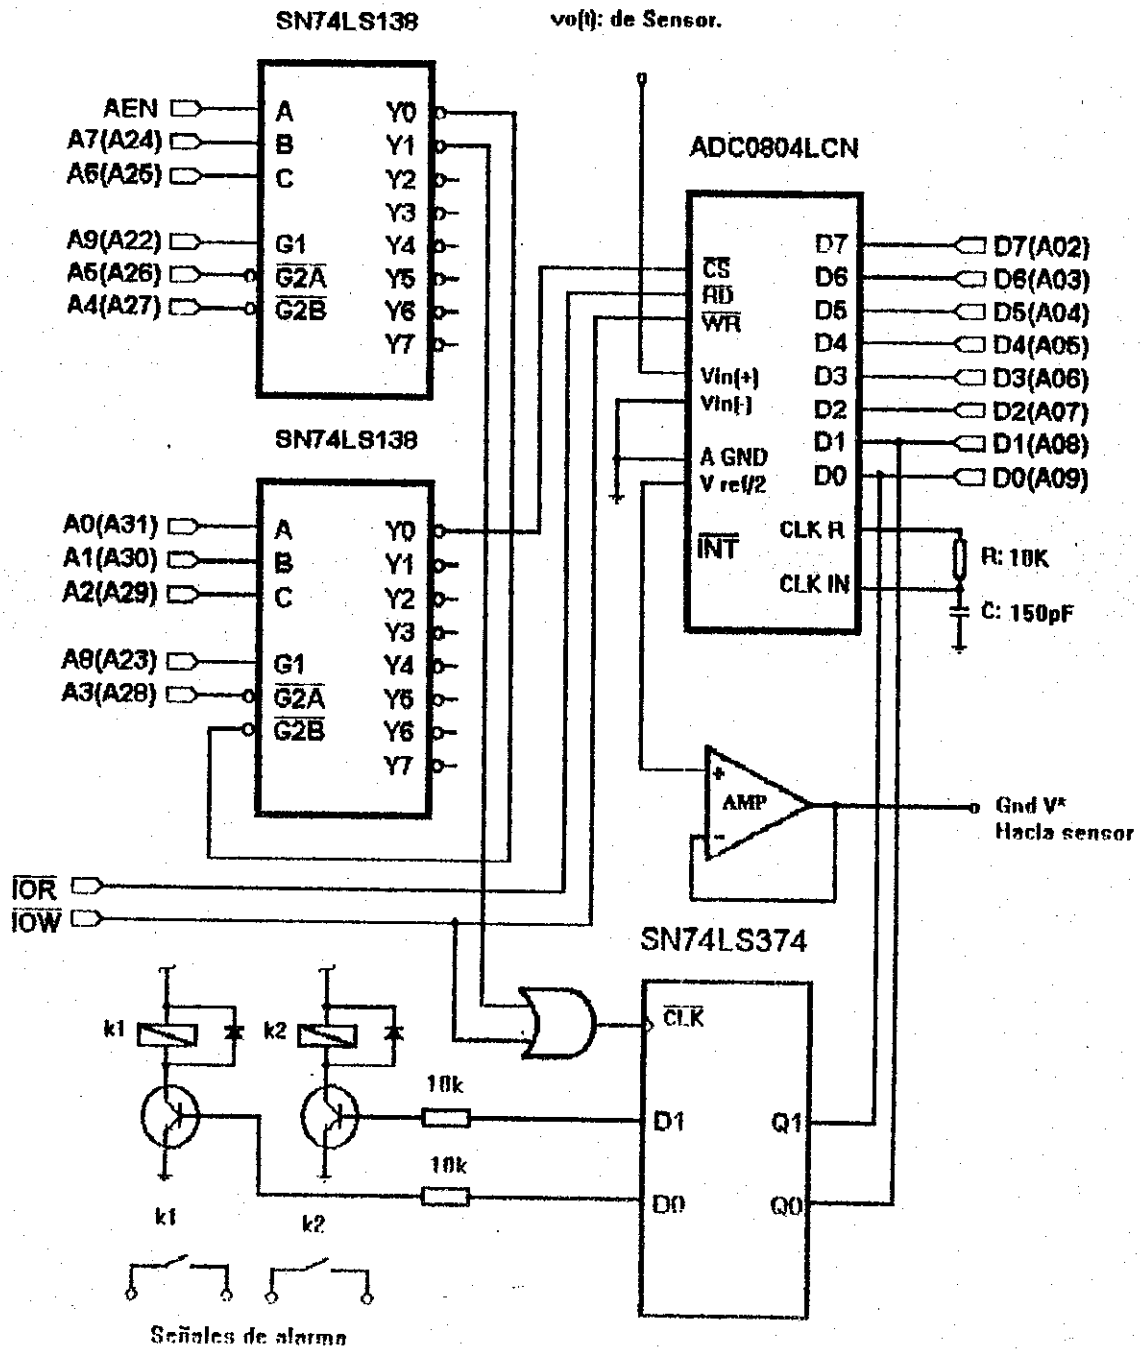 SN74LS138
vo(t): de Sensor.
AEN
A7(A24)
A6(A25)
A9(A22)
A5(A26)
A4(A27)
A
B
C
G1
G2A
G2B
Y0
Y1
Y2
Y3
Y4
Y5
Y6
Y7
ADC0804LCN
CS
RD
WR
Vin(+)
Vin(-)
A GND
V ref/2
INT
D7
D6
D5
D4
D3
D2
D1
D0
CLK R
CLK IN
D7(A02)
D6(A03)
D5(A04)
D4(A05)
D3(A06)
D2(A07)
D1(A08)
D0(A09)
R: 10K
C: 150pF
SN74LS138
A0(A31)
A1(A30)
A2(A29)
A8(A23)
A3(A28)
A
B
C
G1
G2A
G2B
Y0
Y1
Y2
Y3
Y4
Y5
Y6
Y7
+
AMP
-
Gnd V*
Hacia sensor
IOR
IOW
SN74LS374
CLK
D1
D0
Q1
Q0
k1
k2
10k
10k
k1
k2
Señales de alarma